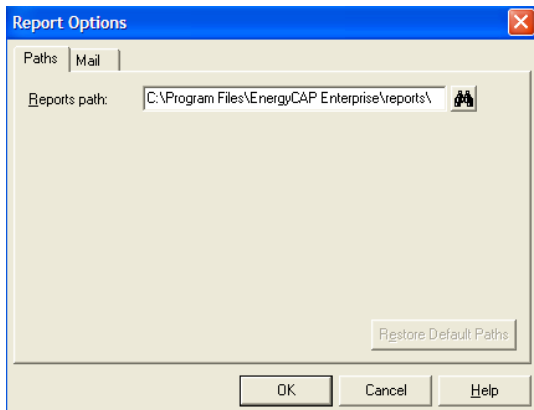 Report Options
Paths Mail
Reports path: C:\Program Files\EnergyCAP Enterprise\reports\
Restore Default Paths
OK Cancel Help